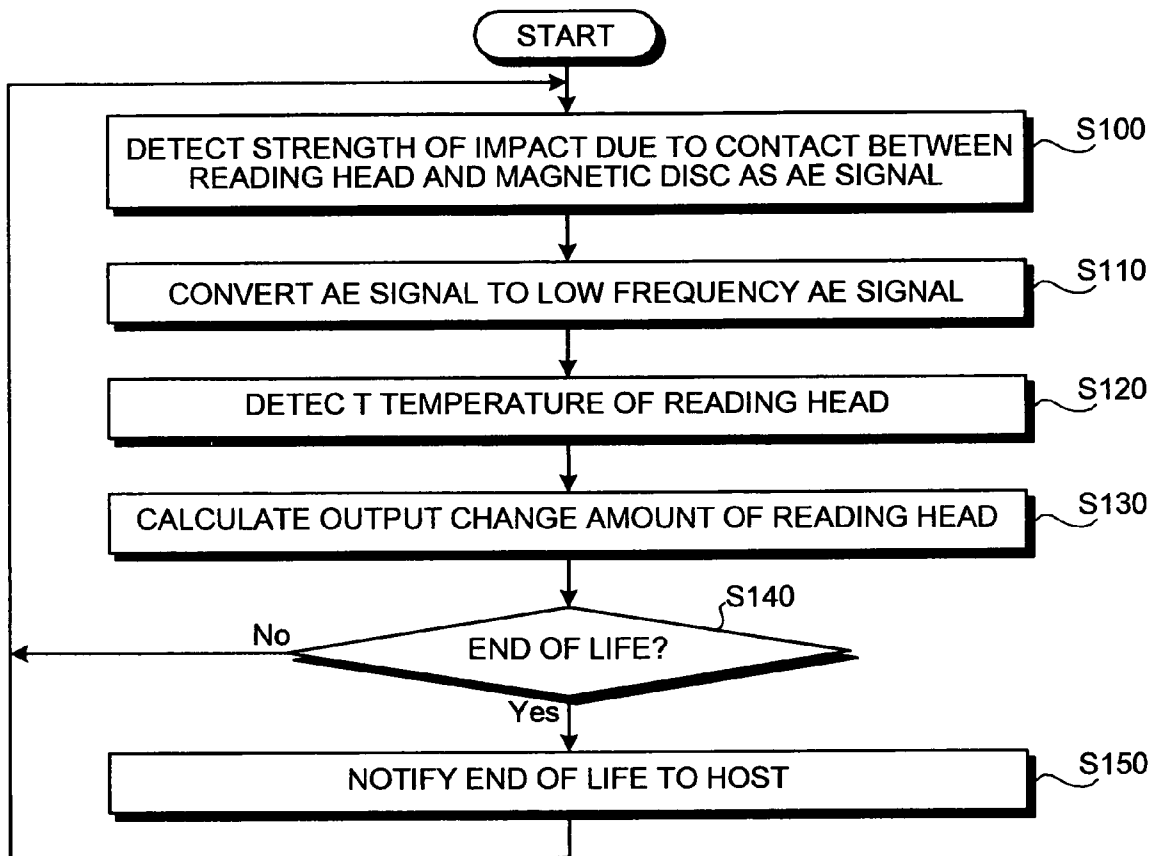 START
DETECT STRENGTH OF IMPACT DUE TO CONTACT BETWEEN
READING HEAD AND MAGNETIC DISC AS AE SIGNAL
S100
CONVERT AE SIGNAL TO LOW FREQUENCY AE SIGNAL
S110
DETEC T TEMPERATURE OF READING HEAD
S120
CALCULATE OUTPUT CHANGE AMOUNT OF READING HEAD
S130
S140
No
END OF LIFE?
Yes
NOTIFY END OF LIFE TO HOST
S150